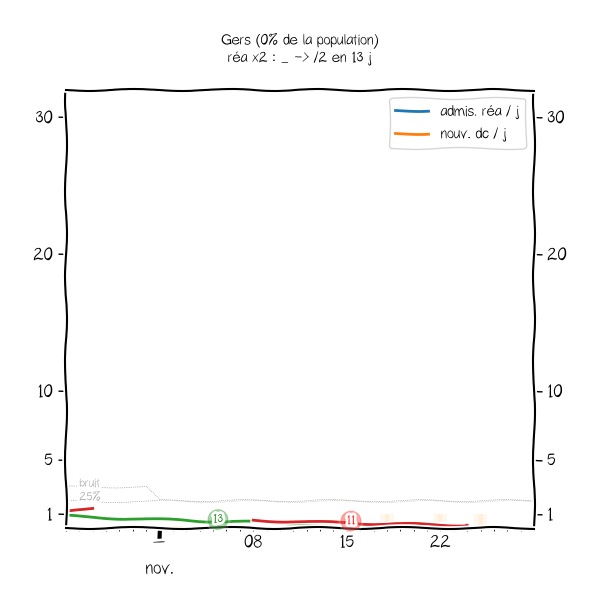 Gers (0% de la population)
réa x2 : _ -> /2 en 13 j
admis. réa / j
nouv. dc / j
30
30
20
20
10
10
5
5
bruit
25%
1
13
11
1
1
08
15
22
nov.